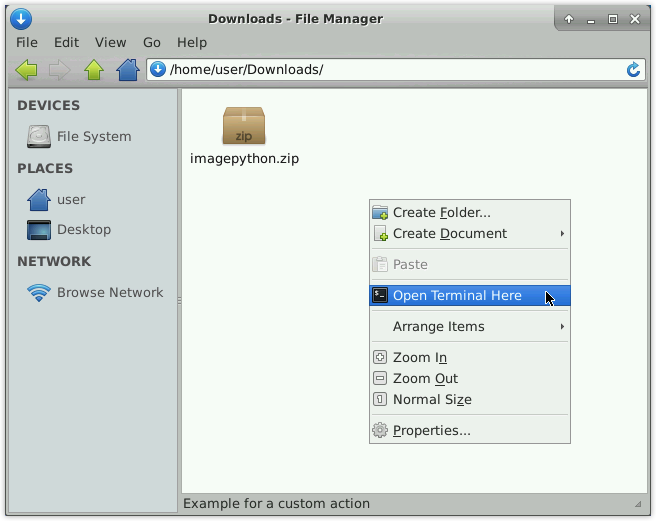 Downloads - File Manager
File Edit View Go Help
/home/user/Downloads/
DEVICES
File System
PLACES
user
Desktop
NETWORK
Browse Network
zip
imagepython.zip
Create Folder...
Create Document
Paste
$_
Open Terminal Here
Arrange Items
Zoom In
Zoom Out
Normal Size
Properties...
Example for a custom action